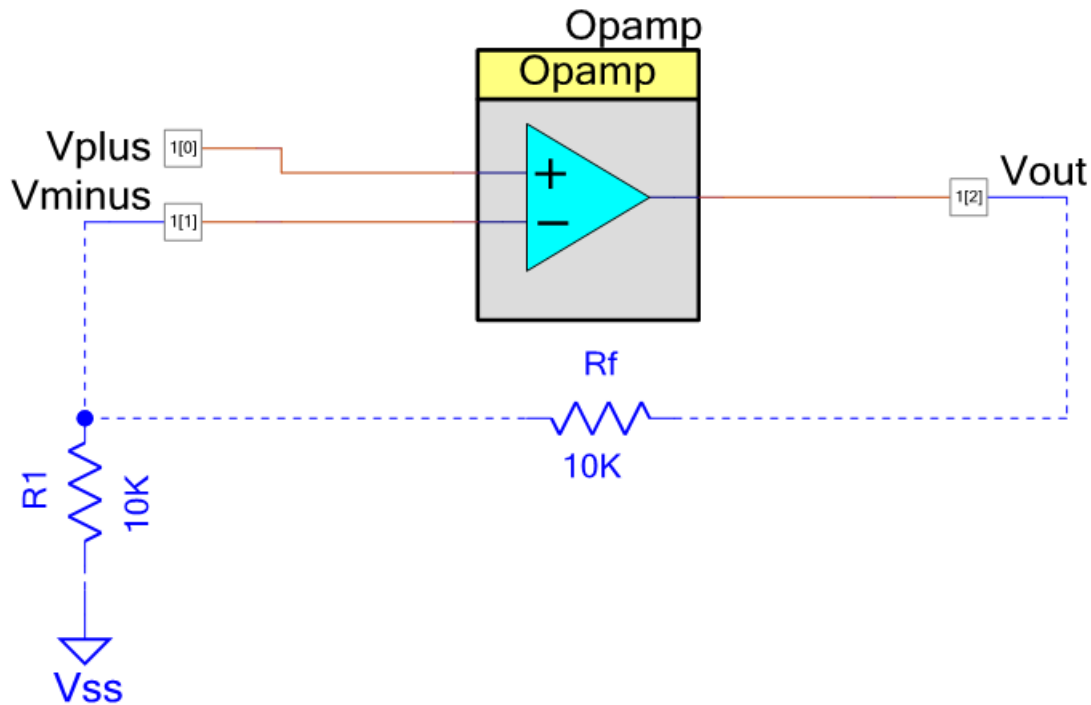 Opamp
Opamp
Vplus 1[0]
Vminus 1[1]
+
−
1[2] Vout
Rf
10K
R1
10K
Vss